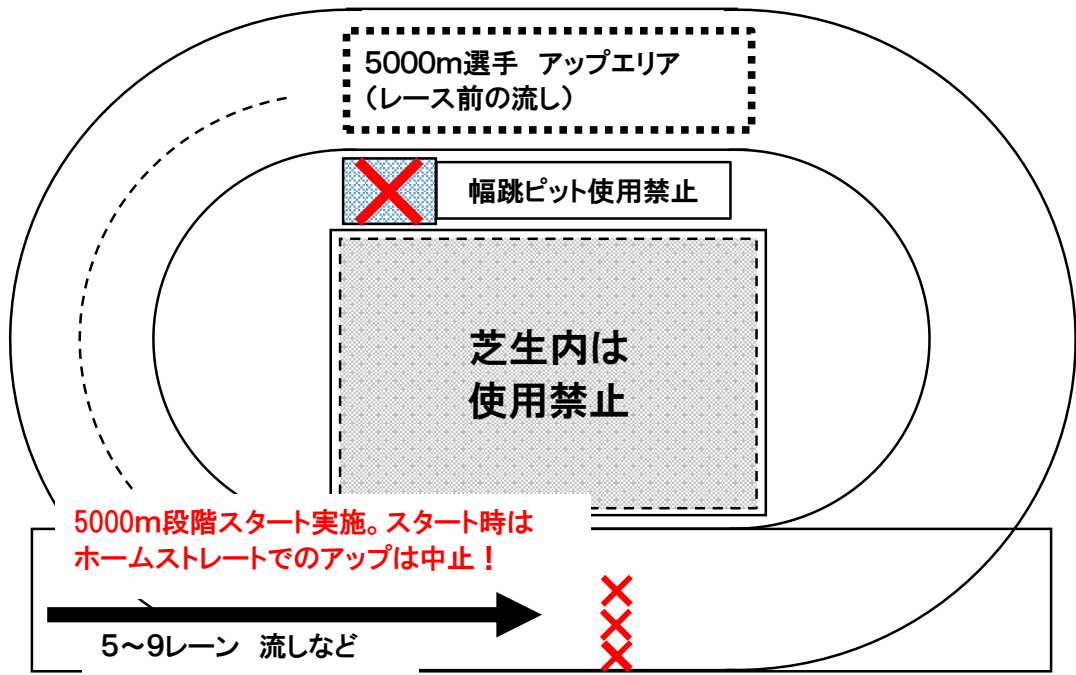 5000m選手　アップエリア
（レース前の流し）
幅跳ピット使用禁止
芝生内は
使用禁止
5000m段階スタート実施。スタート時は
ホームストレートでのアップは中止！
5～9レーン　流しなど